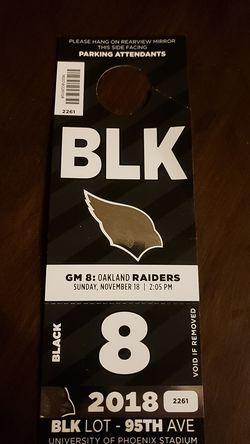 PLEASE HANG ON REARVIEW MIRROR
THIS SIDE FACING
PARKING ATTENDANTS
2261
BLK
GM 8: OAKLAND RAIDERS
SUNDAY, NOVEMBER 18 | 2:05 PM
BLACK
8
VOID IF REMOVED
2018 2261
BLK LOT - 95TH AVE
UNIVERSITY OF PHOENIX STADIUM